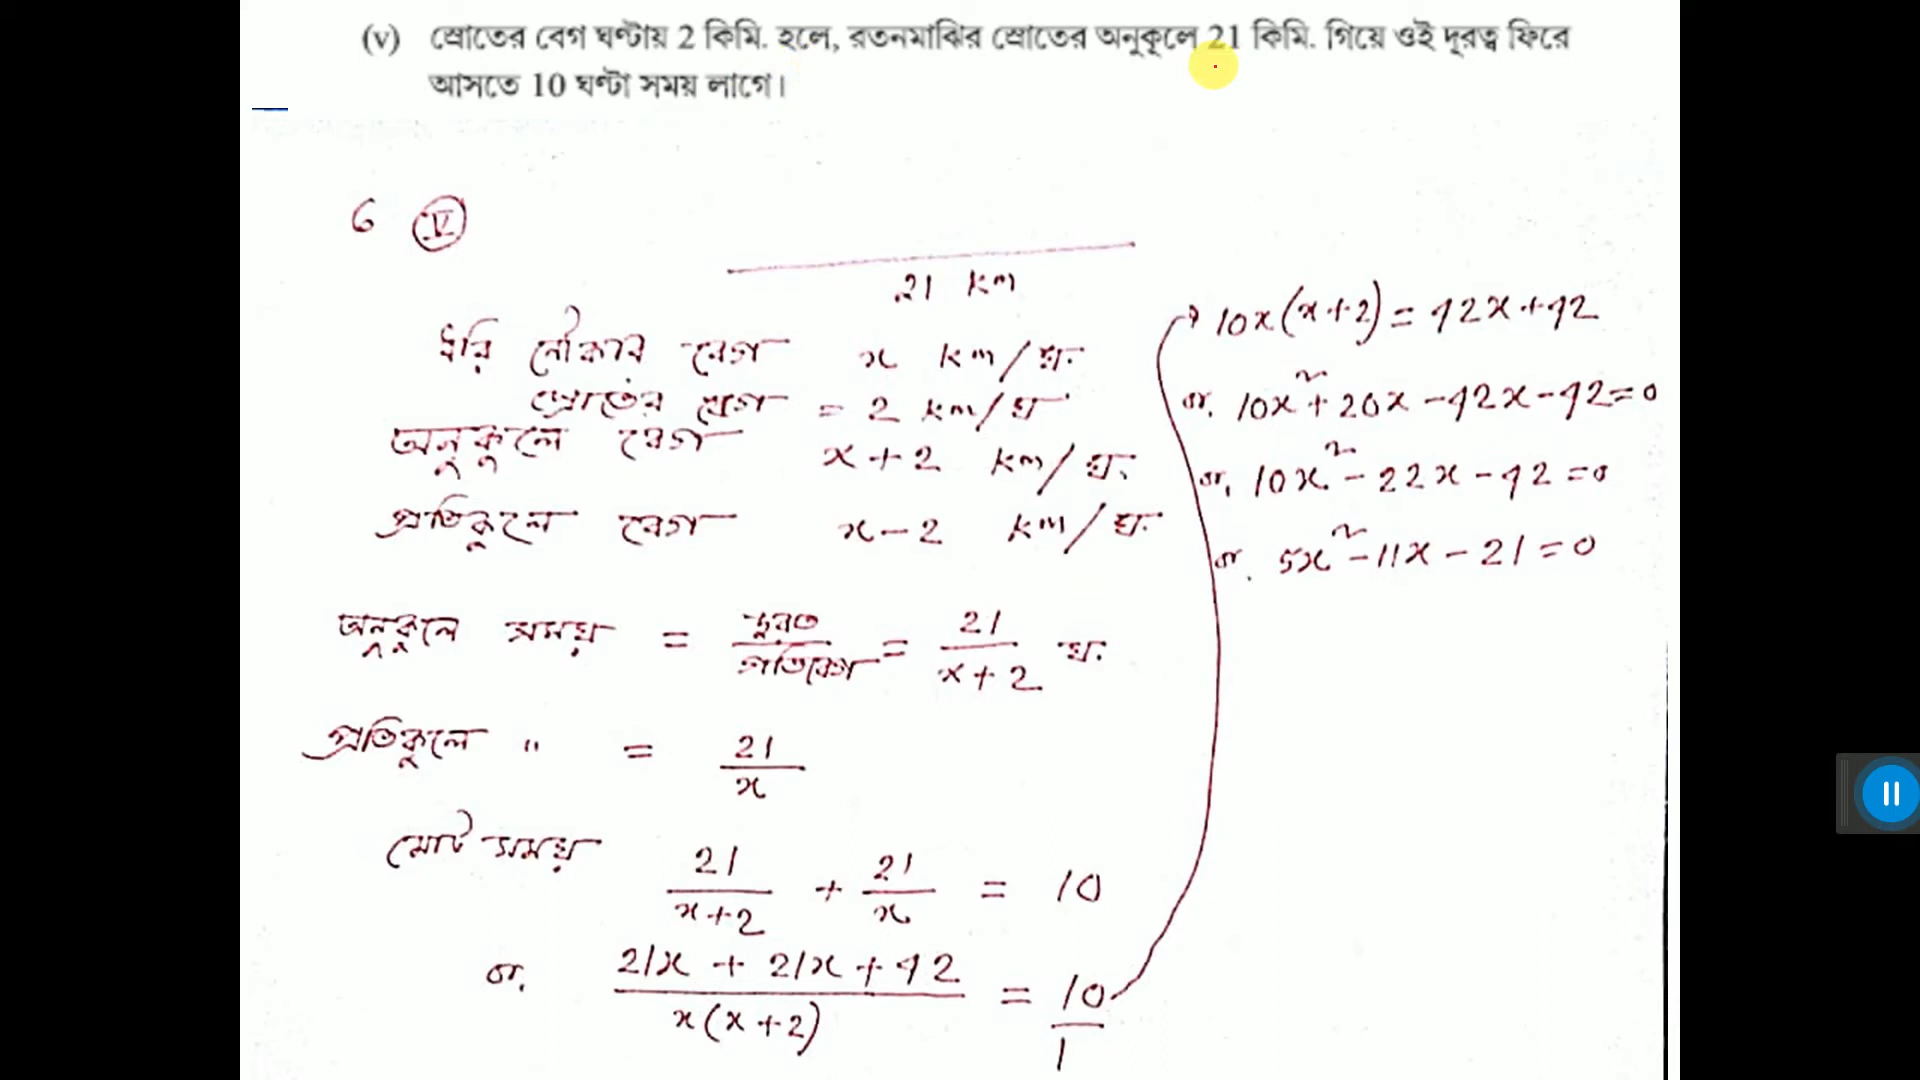 (v) স্রোতের বেগ ঘণ্টায় 2 কিমি. হলে, রতনমাঝির স্রোতের অনুকূলে 21 কিমি. গিয়ে ওই দূরত্ব ফিরে
আসতে 10 ঘণ্টা সময় লাগে।
6 (V)
21 km
ধরি নৌকার বেগ x km/ঘ.
স্রোতের বেগ = 2 km/ঘ
অনুকূলে বেগ x+2 km/ঘ.
প্রতিকূলে বেগ x-2 km/ঘ.
অনুকূলে সময় = দূরত্ব/গতিবেগ = 21/(x+2) ঘ.
প্রতিকূলে " = 21/x
মোট সময়
21/(x+2) + 21/x = 10
বা. (21x + 21x + 42)/(x(x+2)) = 10/1
→ 10x(x+2) = 42x+42
বা. 10x²+20x-42x-42=0
বা, 10x²-22x-42=0
বা. 5x²-11x-21=0